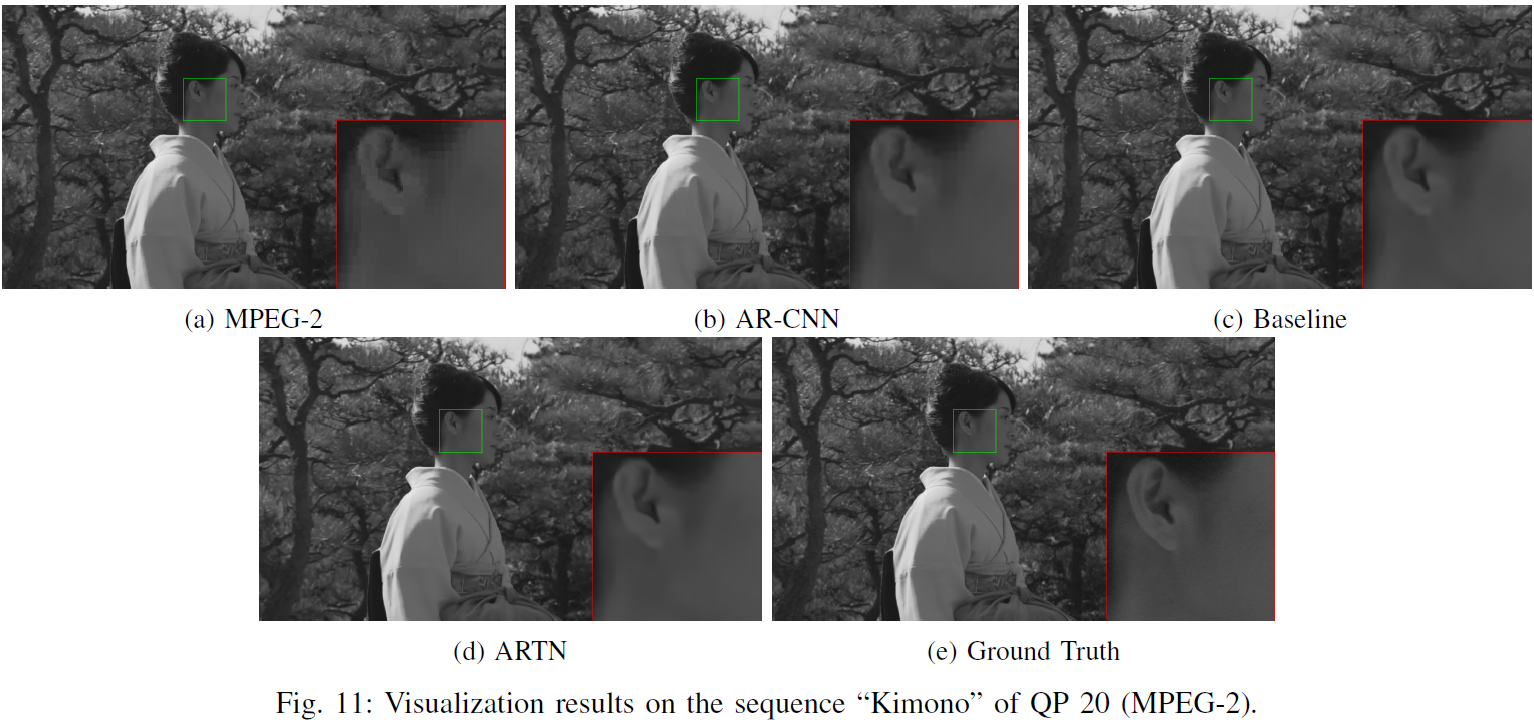 (a) MPEG-2
(b) AR-CNN
(c) Baseline
(d) ARTN
(e) Ground Truth
Fig. 11: Visualization results on the sequence “Kimono” of QP 20 (MPEG-2).